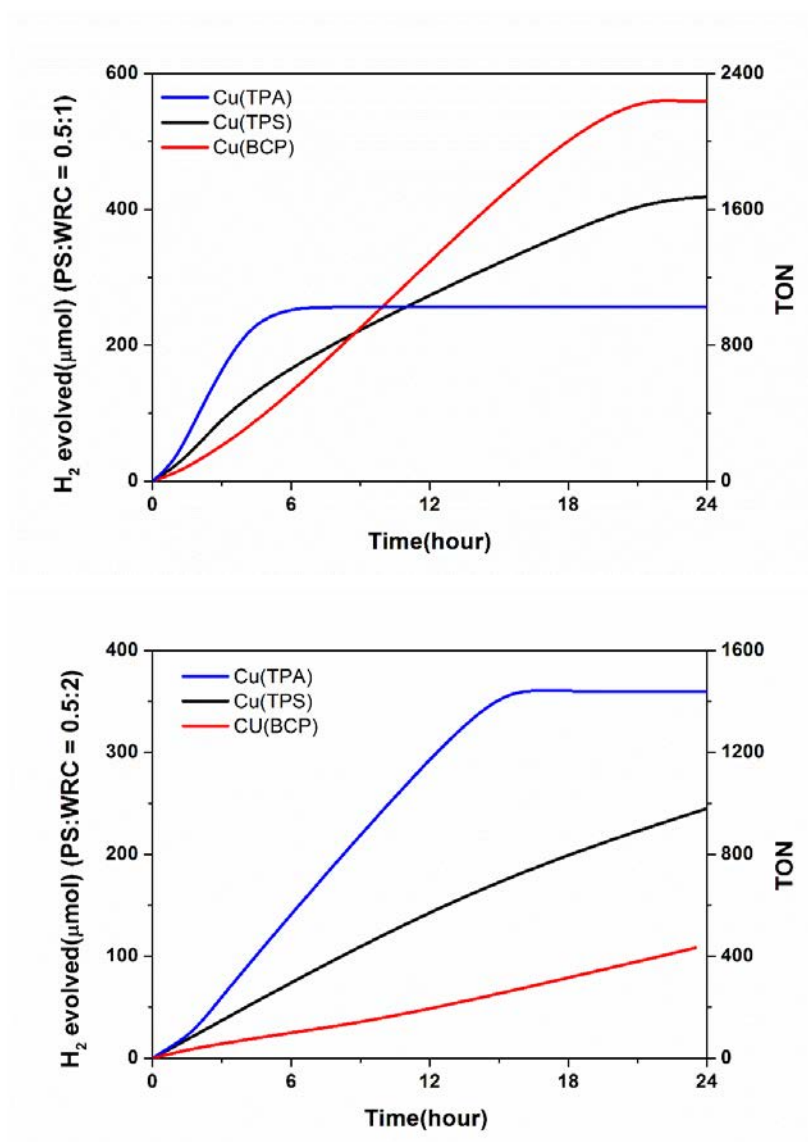 600
400
200
0
H2 evolved(μmol) (PS:WRC = 0.5:1)
Cu(TPA)
Cu(TPS)
Cu(BCP)
2400
1600
800
0
TON
0 6 12 18 24
Time(hour)
400
300
200
100
0
H2 evolved(μmol) (PS:WRC = 0.5:2)
Cu(TPA)
Cu(TPS)
CU(BCP)
1600
1200
800
400
0
TON
0 6 12 18 24
Time(hour)